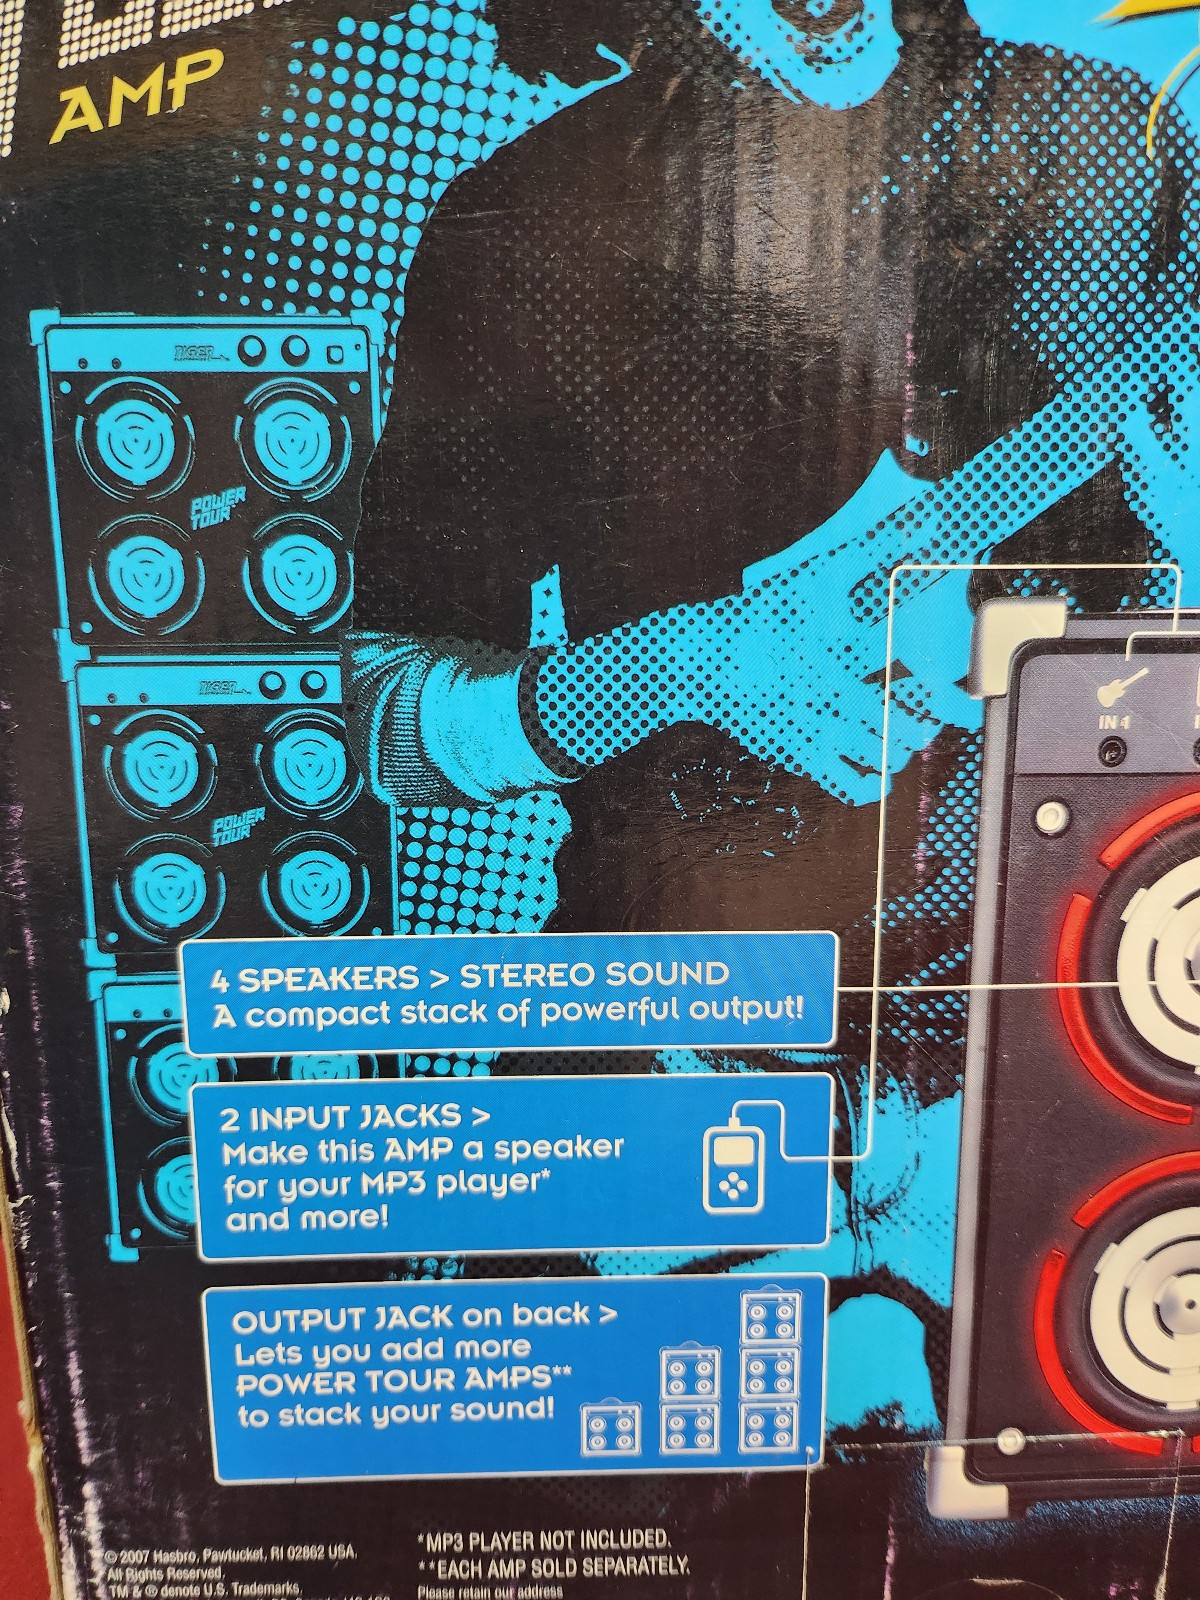 AMP
TIGER
POWER
TOUR
TIGER
POWER
TOUR
IN 1
4 SPEAKERS > STEREO SOUND
A compact stack of powerful output!
2 INPUT JACKS >
Make this AMP a speaker
for your MP3 player*
and more!
OUTPUT JACK on back >
Lets you add more
POWER TOUR AMPS**
to stack your sound!
*MP3 PLAYER NOT INCLUDED.
**EACH AMP SOLD SEPARATELY.
Please retain our address
© 2007 Hasbro, Pawtucket, RI 02862 USA.
All Rights Reserved.
TM & ® denote U.S. Trademarks.